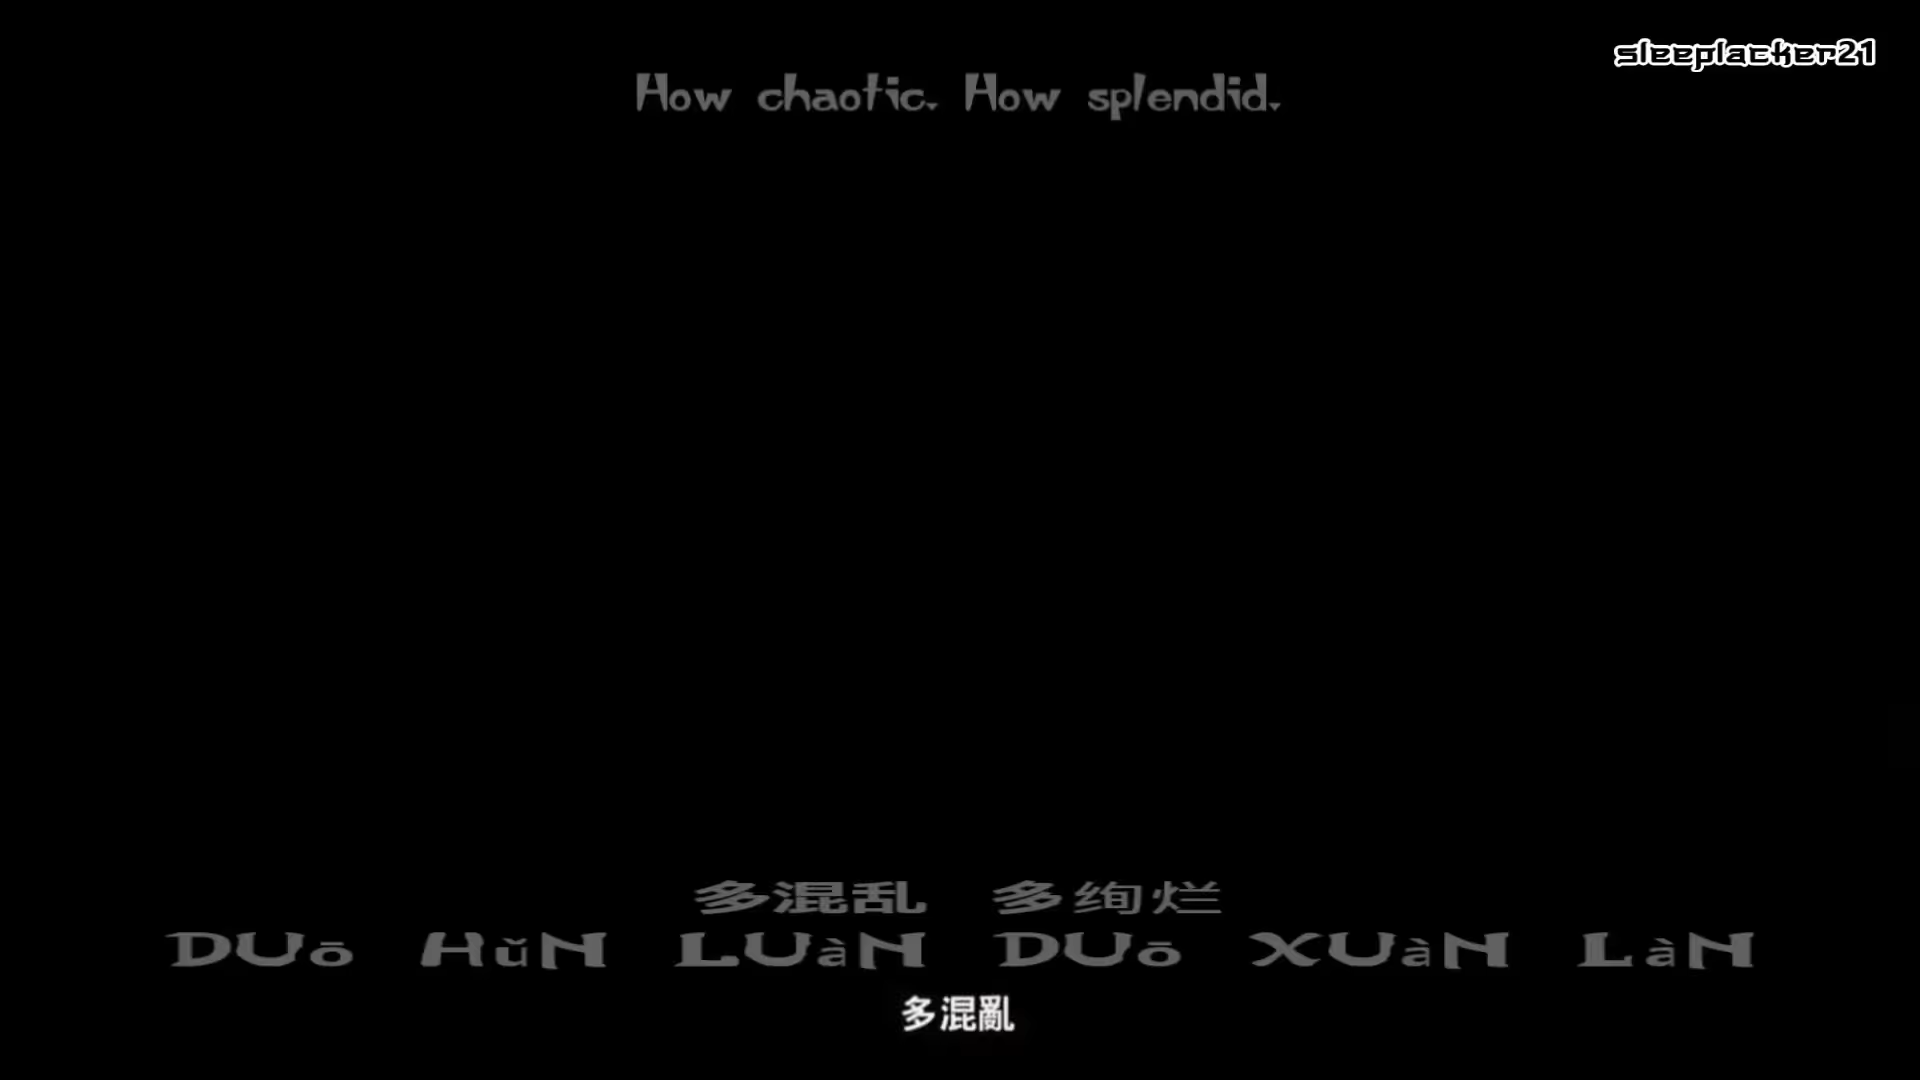 sleeplacker21
How chaotic. How splendid.
多混乱 多绚烂
DUō HǔN LUàN DUō XUàN LàN
多混亂